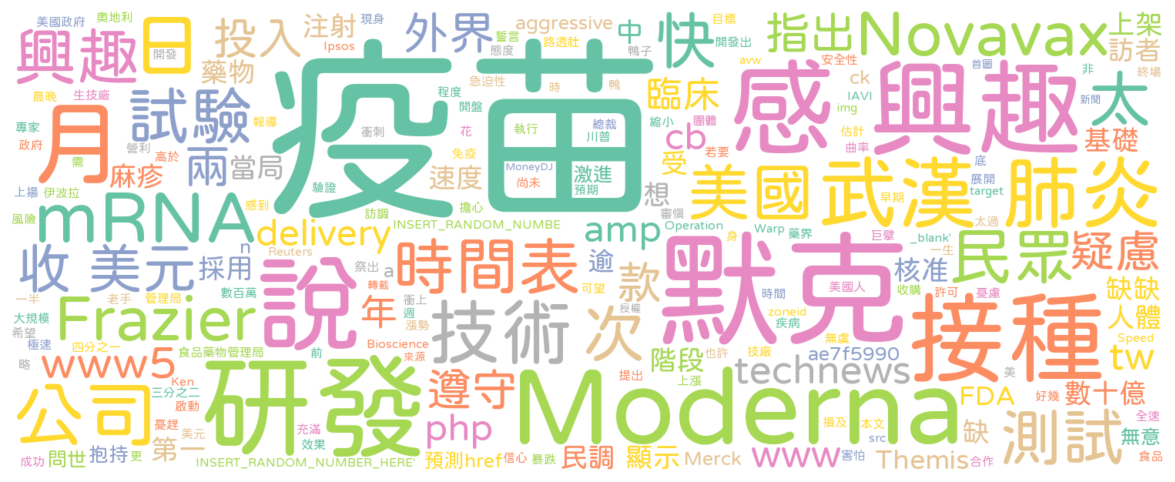 美國政府 奧地利 現身 aggressive 外界 誓言 路透社 中 快 目標 指出 Novavax 上架
興趣 日 開發 投入 注射 Ipsos 態度 鴨子 開發出 訪者
最晚 生技廠 藥物 急迫性 時 鴨 avw 安全性 首圖 非 終場
疫苗 感 興趣 太
專家 月 試驗 報導 衝刺 程度 開盤 花 執行 總裁 川普 臨床 縮小 團體 ck img IAVI 估計 曲率 新聞 基礎
政府 需 營利 高於 麻疹 兩 當局 免疫 速度 MoneyDJ 激進 cb 受 若要
上揚 伊波拉 驗證 尚未 預期 想 美國 武漢 肺炎 早期 底 展開 target
風險 mRNA 感到 訪調 擔心 審慎 太過
delivery INSERT_RANDOM_NUMBE amp Operation 身 Warp 藥界 _blank' 民眾 疑慮
收 美元 採用 n Reuters 祭出 a 時間表 逾 款 默克 巨擘 一生 核准
一半 老手 管理局 數百萬 說 轉載 衝上 週 可望 授權 美國人 時間 收購 許可 憂慮 缺缺
大規模 希望 Frazier 年 漲勢 技術 次 zoneid 疾病 無虞 接種 人體
極速 四分之一 食品藥物管理局 前 Bioscience 來源 階段 也許 技廠 ae7f5990 Speed
略 www5 Ken 提出 上漲 technews 美 tw
公司 三分之二 啟動 研發 遵守 Moderna FDA 好幾 數十億
憂趕 美元 充滿 php 損及 本文 缺 測試 全速
成功 問世 抱持 更 第一 效果 信心 民調 顯示 Merck www src 害怕 Themis 合作 無意
INSERT_RANDOM_NUMBER_HERE' 預測 href 暴跌 食品